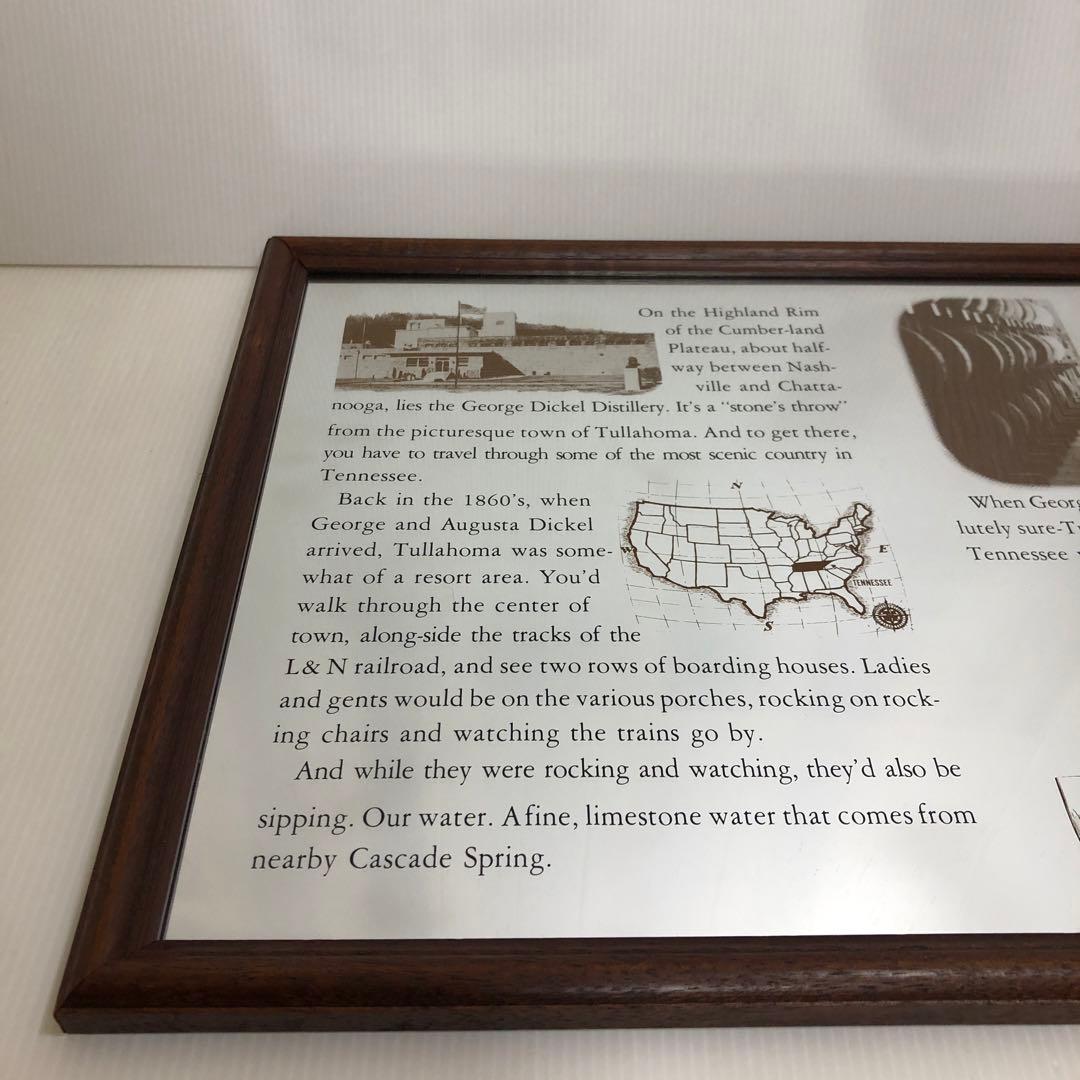 On the Highland Rim
of the Cumber-land
Plateau, about half-
way between Nash-
ville and Chatta-
nooga, lies the George Dickel Distillery. It's a "stone's throw"
from the picturesque town of Tullahoma. And to get there,
you have to travel through some of the most scenic country in
Tennessee.
Back in the 1860's, when
George and Augusta Dickel
arrived, Tullahoma was some-
what of a resort area. You'd
walk through the center of
town, along-side the tracks of the
L & N railroad, and see two rows of boarding houses. Ladies
and gents would be on the various porches, rocking on rock-
ing chairs and watching the trains go by.
And while they were rocking and watching, they'd also be
sipping. Our water. A fine, limestone water that comes from
nearby Cascade Spring.
N
W
E
TENNESSEE
S
When Georg
lutely sure-T
Tennessee